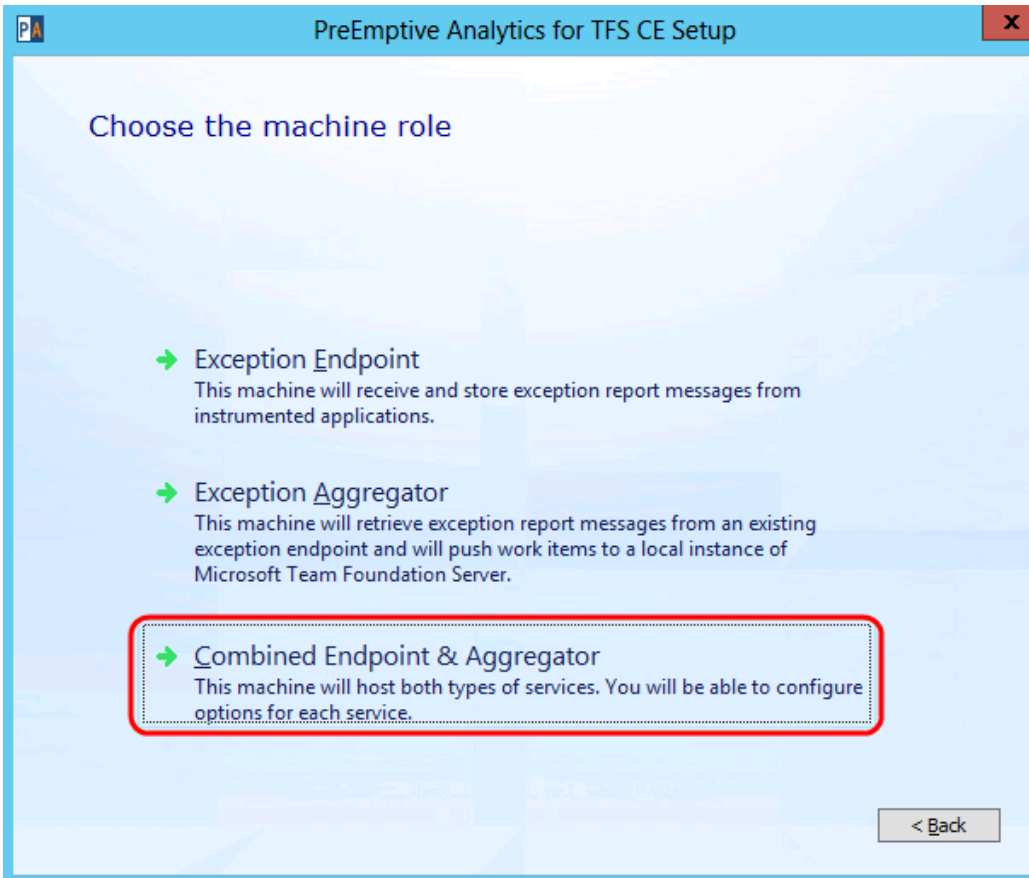 PA
PreEmptive Analytics for TFS CE Setup
x
Choose the machine role
Exception Endpoint
This machine will receive and store exception report messages from
instrumented applications.
Exception Aggregator
This machine will retrieve exception report messages from an existing
exception endpoint and will push work items to a local instance of
Microsoft Team Foundation Server.
Combined Endpoint & Aggregator
This machine will host both types of services. You will be able to configure
options for each service.
< Back